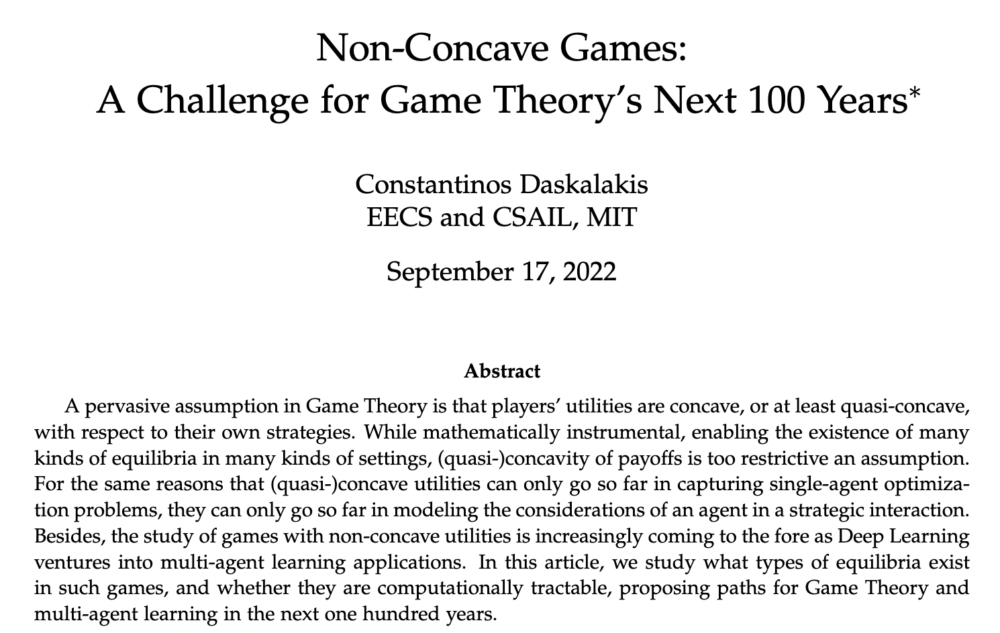 Non-Concave Games:
A Challenge for Game Theory's Next 100 Years*
Constantinos Daskalakis
EECS and CSAIL, MIT
September 17, 2022
Abstract
A pervasive assumption in Game Theory is that players' utilities are concave, or at least quasi-concave,
with respect to their own strategies. While mathematically instrumental, enabling the existence of many
kinds of equilibria in many kinds of settings, (quasi-)concavity of payoffs is too restrictive an assumption.
For the same reasons that (quasi-)concave utilities can only go so far in capturing single-agent optimiza-
tion problems, they can only go so far in modeling the considerations of an agent in a strategic interaction.
Besides, the study of games with non-concave utilities is increasingly coming to the fore as Deep Learning
ventures into multi-agent learning applications. In this article, we study what types of equilibria exist
in such games, and whether they are computationally tractable, proposing paths for Game Theory and
multi-agent learning in the next one hundred years.